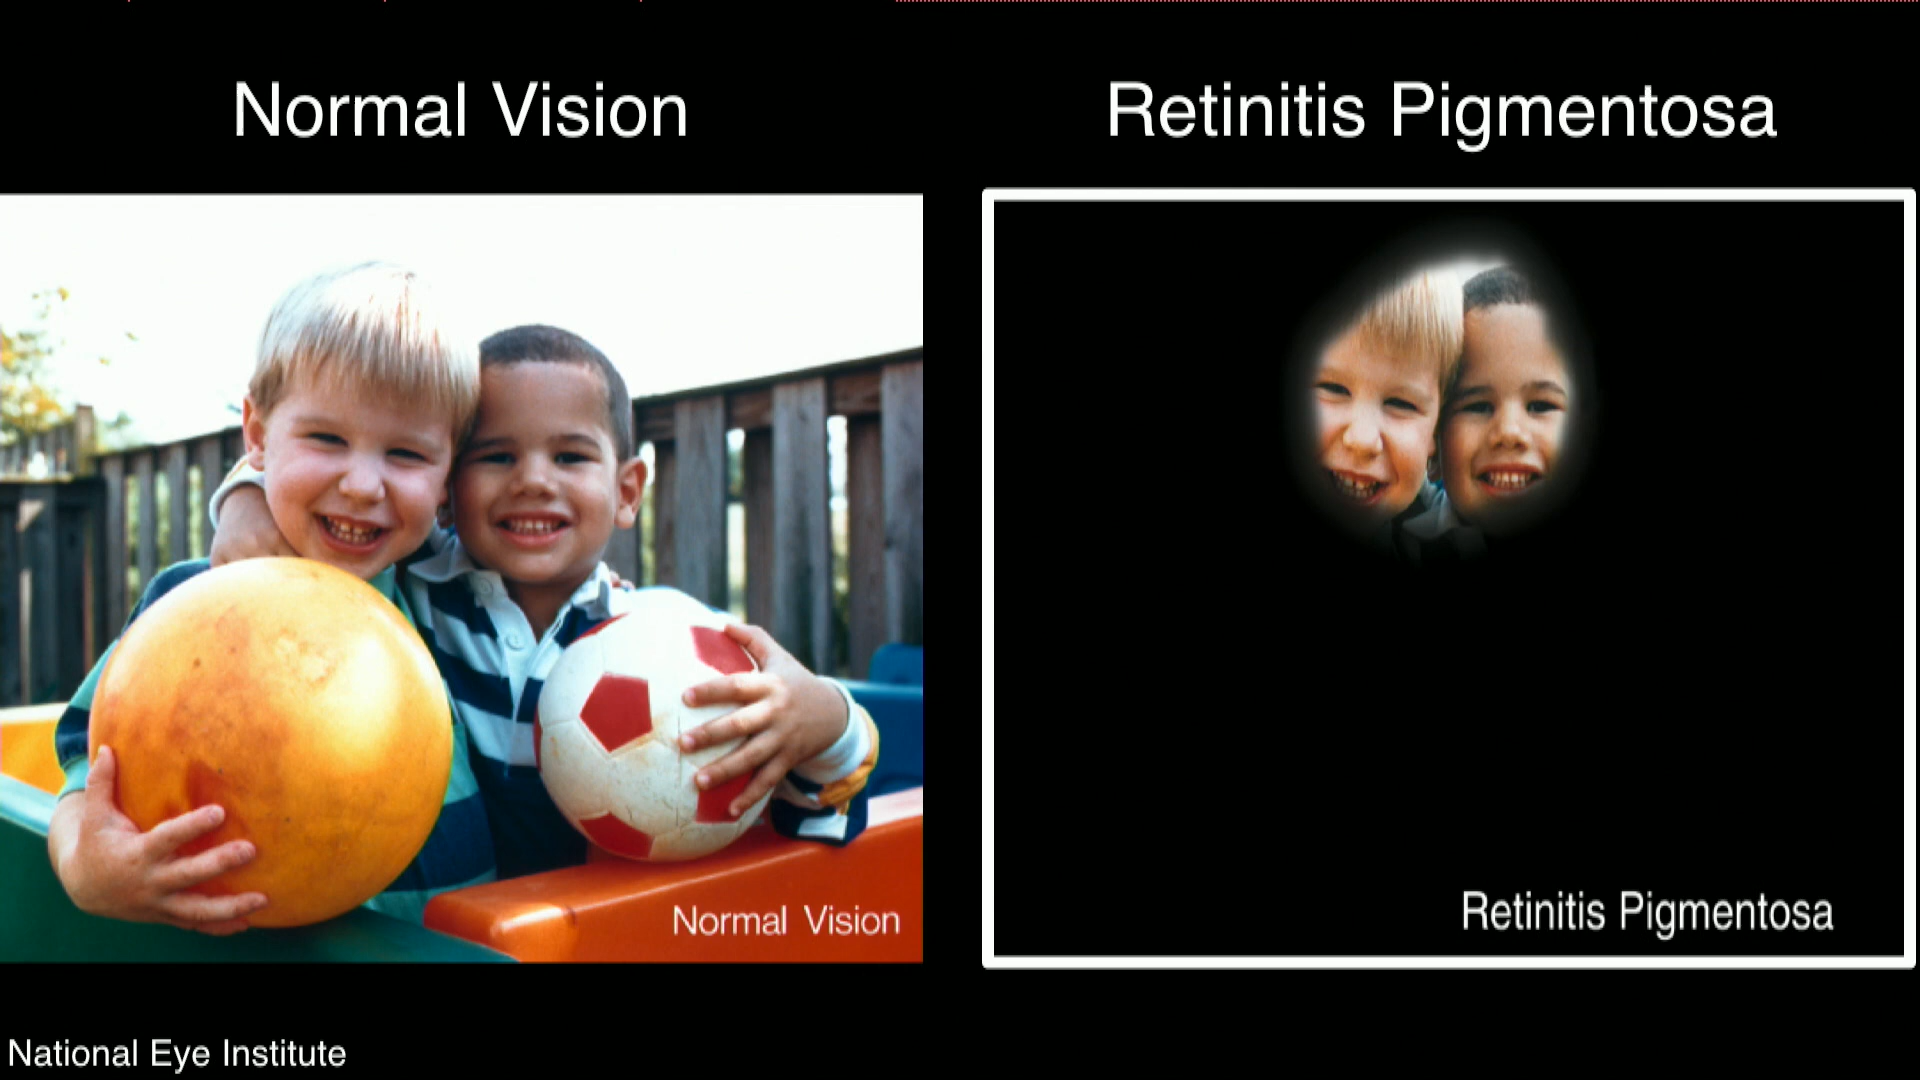 Normal Vision
Retinitis Pigmentosa
Normal Vision
Retinitis Pigmentosa
National Eye Institute